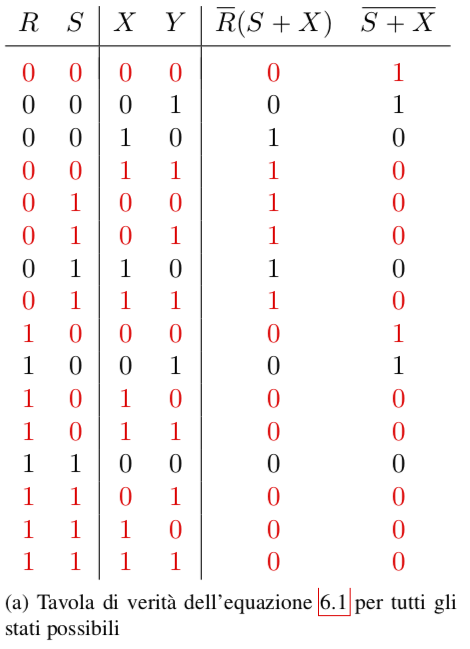 R S X Y R̅(S + X) S̅ ̅+̅ ̅X̅
0 0 0 0 0 1
0 0 0 1 0 1
0 0 1 0 1 0
0 0 1 1 1 0
0 1 0 0 1 0
0 1 0 1 1 0
0 1 1 0 1 0
0 1 1 1 1 0
1 0 0 0 0 1
1 0 0 1 0 1
1 0 1 0 0 0
1 0 1 1 0 0
1 1 0 0 0 0
1 1 0 1 0 0
1 1 1 0 0 0
1 1 1 1 0 0
(a) Tavola di verità dell'equazione 6.1 per tutti gli
stati possibili